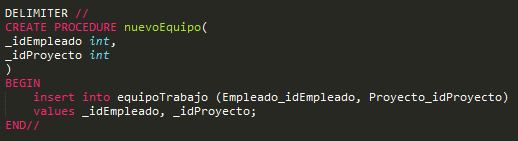 DELIMITER //
CREATE PROCEDURE nuevoEquipo(
_idEmpleado int,
_idProyecto int
)
BEGIN
    insert into equipoTrabajo (Empleado_idEmpleado, Proyecto_idProyecto)
    values _idEmpleado, _idProyecto;
END//